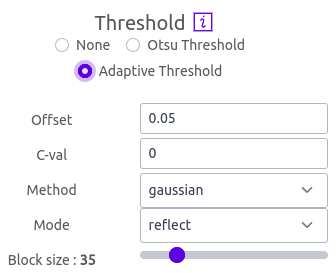 Threshold i
None Otsu Threshold
Adaptive Threshold
Offset 0.05
C-val 0
Method gaussian
Mode reflect
Block size : 35